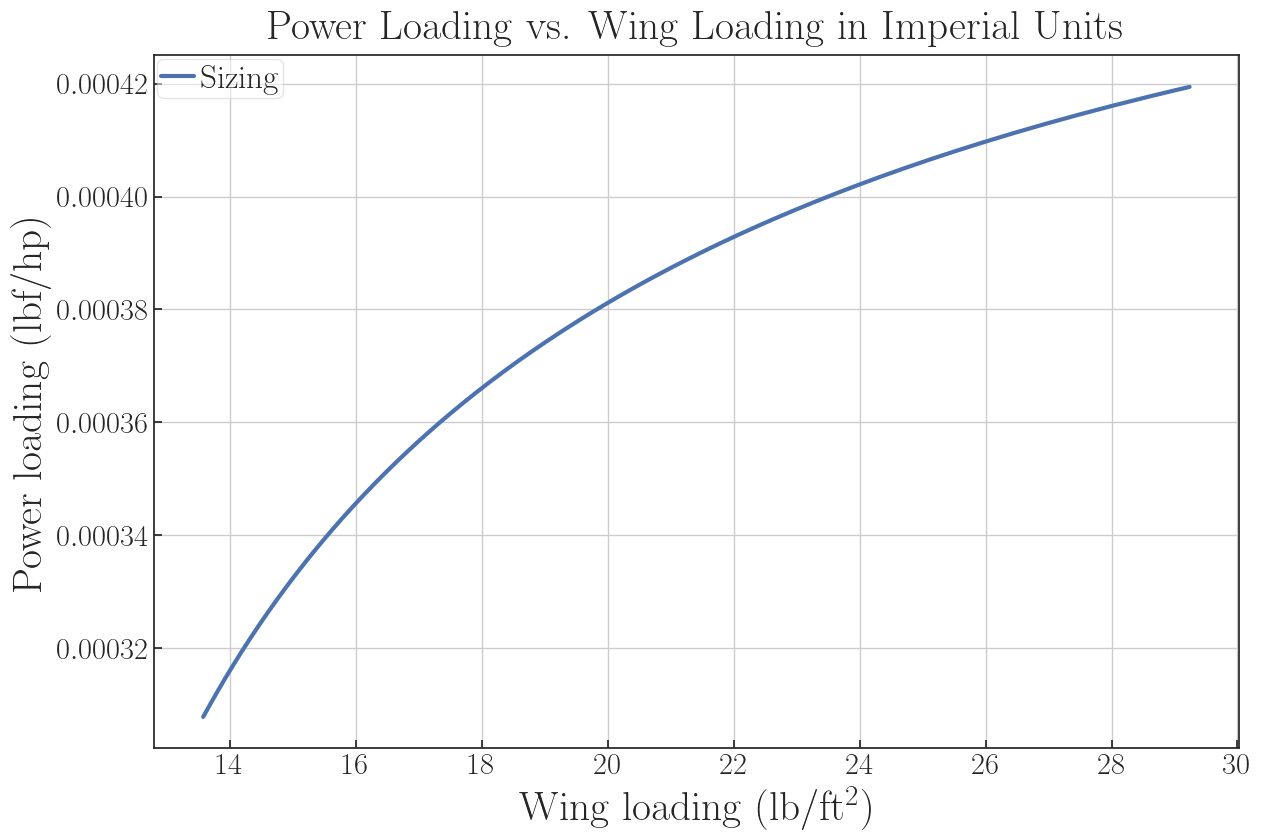 Power Loading vs. Wing Loading in Imperial Units
Sizing
0.00042
0.00040
0.00038
0.00036
0.00034
0.00032
Power loading (lbf/hp)
14 16 18 20 22 24 26 28 30
Wing loading (lb/ft²)